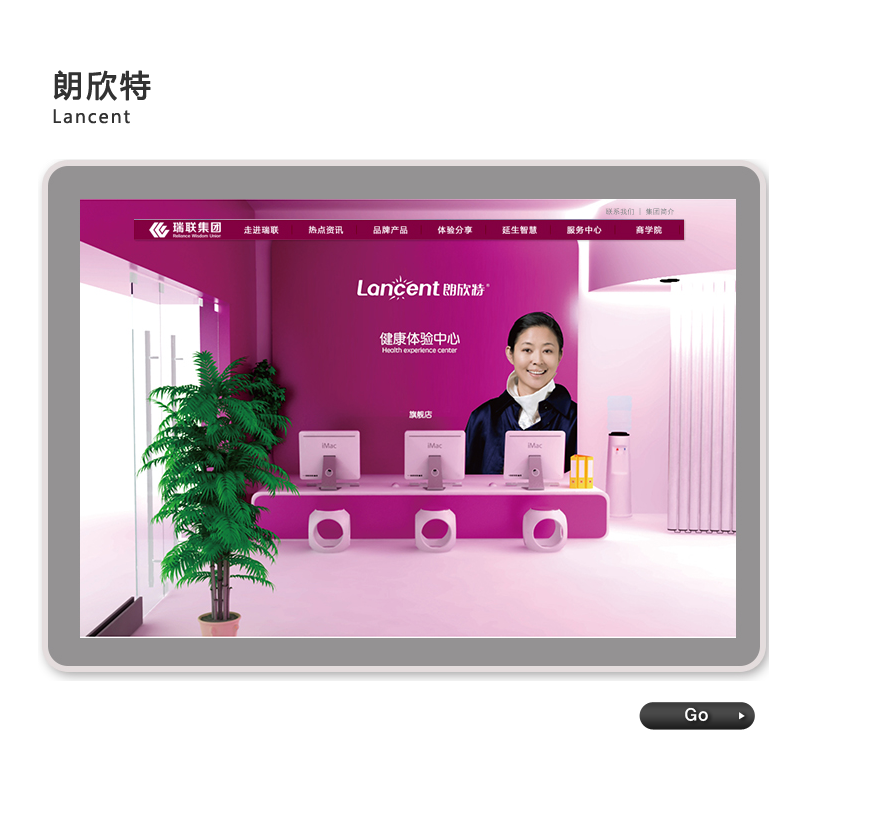 朗欣特
Lancent
联系我们 | 集团简介
瑞联集团
Reliance Wisdom Union
走进瑞联 热点资讯 品牌产品 体验分享 延生智慧 服务中心 商学院
Lancent 朗欣特®
健康体验中心
Health experience center
旗舰店
iMac iMac iMac
Go